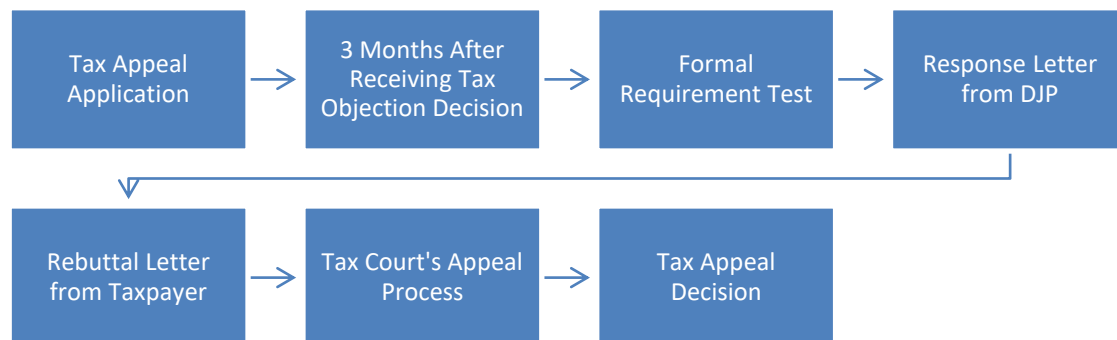 Tax Appeal
Application
3 Months After
Receiving Tax
Objection Decision
Formal
Requirement Test
Response Letter
from DJP
Rebuttal Letter
from Taxpayer
Tax Court's Appeal
Process
Tax Appeal
Decision